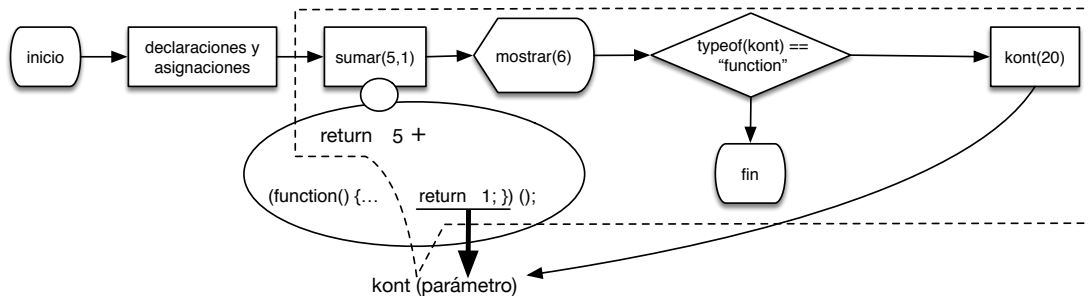 inicio
declaraciones y
asignaciones
sumar(5,1)
mostrar(6)
typeof(kont) ==
“function”
kont(20)
return 5 +
(function() {… return 1; }) ();
fin
kont (parámetro)